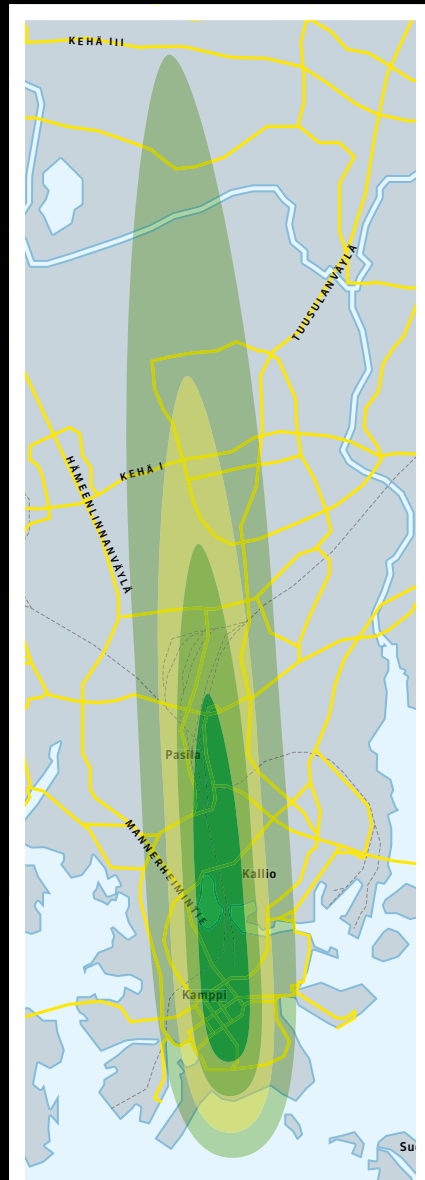 KEHÄ III
TUUSULANVÄYLÄ
KEHÄ I
HÄMEENLINNANVÄYLÄ
Pasila
MANNERHEIMINTIE
Kallio
Kamppi
Su